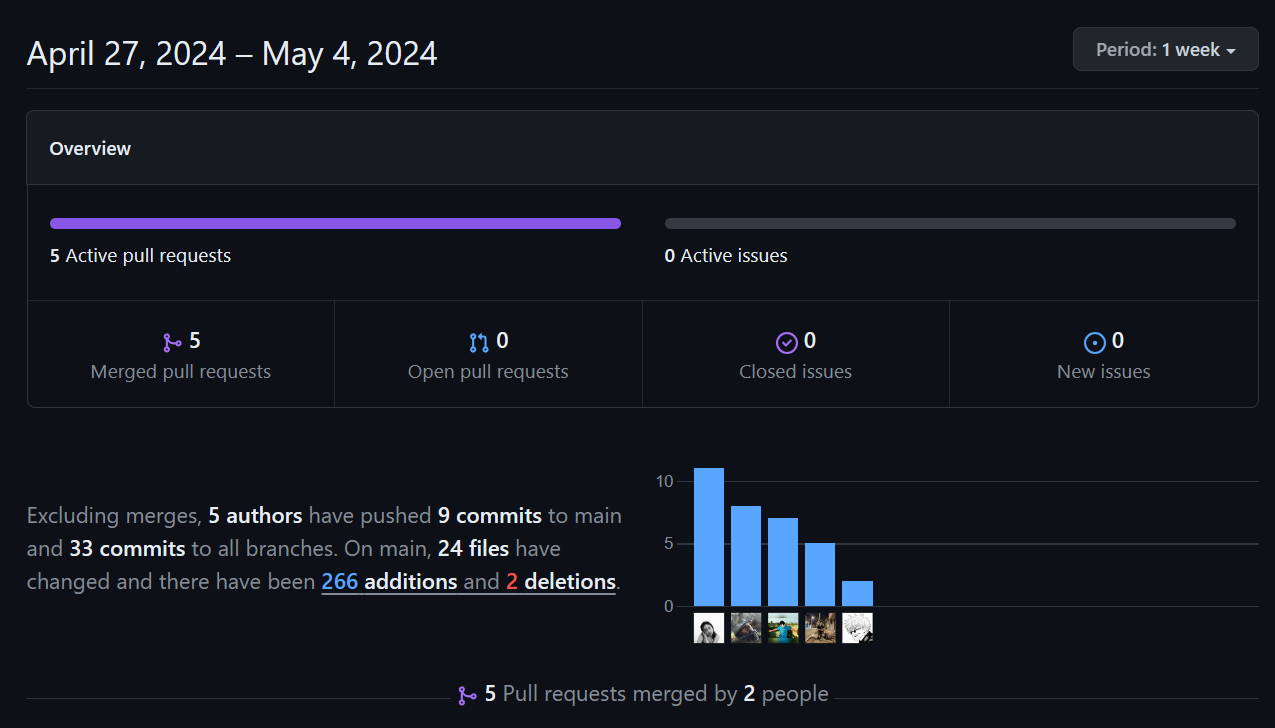 April 27, 2024 – May 4, 2024
Period: 1 week
Overview
5 Active pull requests
0 Active issues
5
Merged pull requests
0
Open pull requests
0
Closed issues
0
New issues
Excluding merges, 5 authors have pushed 9 commits to main
and 33 commits to all branches. On main, 24 files have
changed and there have been 266 additions and 2 deletions.
10
5
0
5 Pull requests merged by 2 people